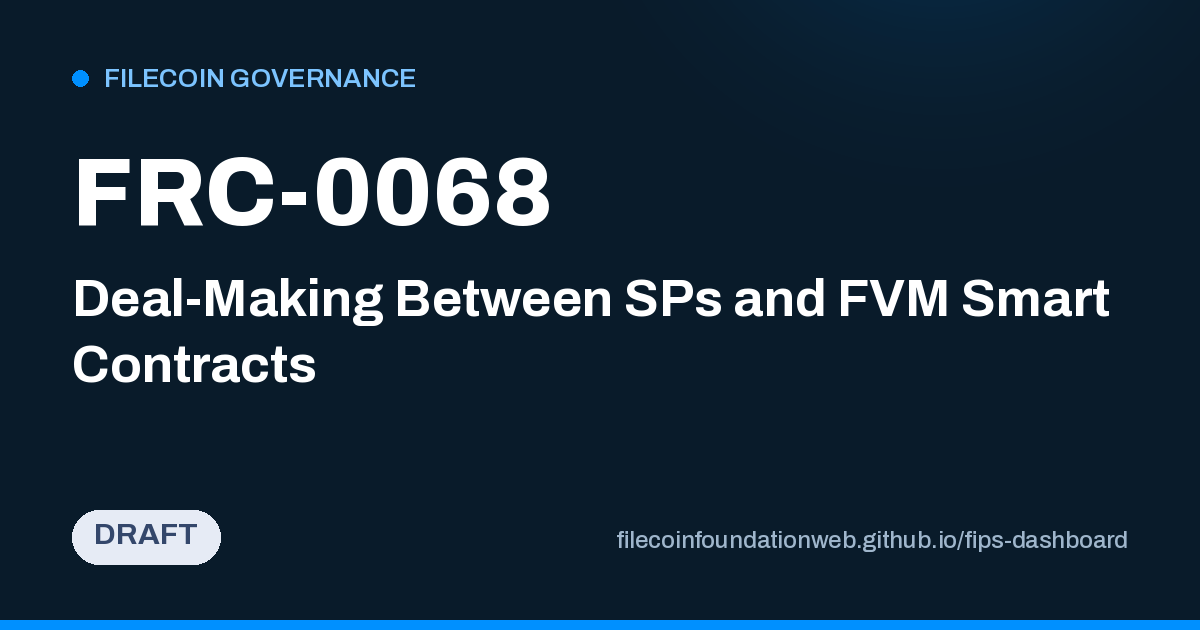 FILECOIN GOVERNANCE
FRC-0068
Deal-Making Between SPs and FVM Smart
Contracts
DRAFT
filecoinfoundationweb.github.io/fips-dashboard